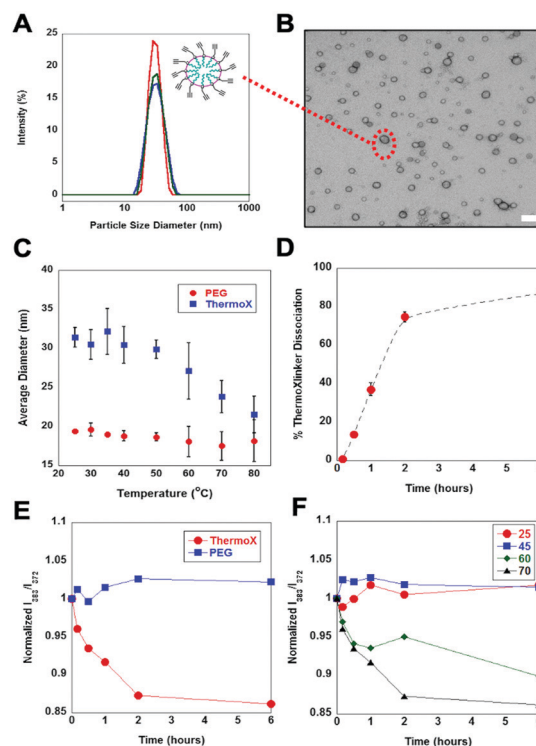 A
25
20
15
10
5
0
Intensity (%)
1
10
100
1000
Particle Size Diameter (nm)
B
C
40
35
30
25
20
15
Average Diameter (nm)
PEG
ThermoX
30
40
50
60
70
80
Temperature (°C)
D
100
80
60
40
20
0
% ThermoXlinker Dissociation
0
1
2
Time (hours)
E
1.1
1.05
1
0.95
0.9
0.85
Normalized I383/I372
ThermoX
PEG
0
1
2
3
4
5
6
Time (hours)
F
1.1
1.05
1
0.95
0.9
0.85
Normalized I383/I372
25
45
60
70
0
1
2
3
4
Time (hours)